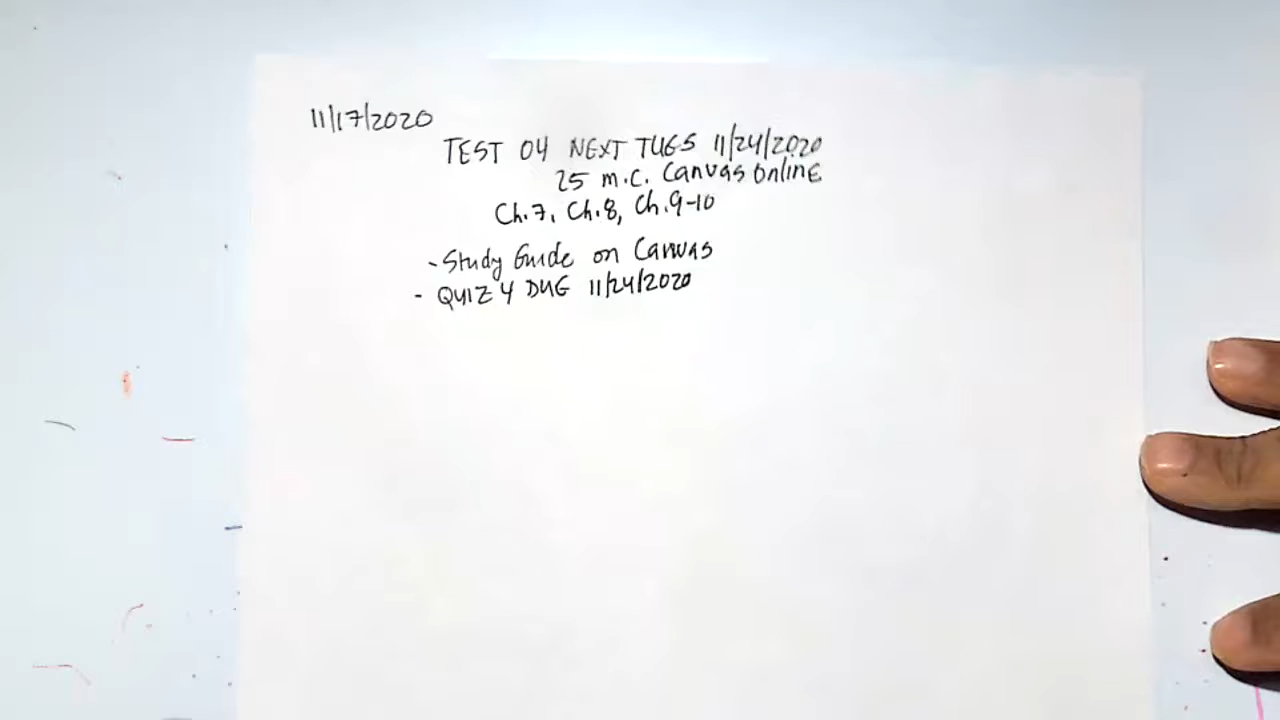 11/17/2020
TEST 04 NEXT TUES 11/24/2020
25 m.c. Canvas OnlinE
Ch.7, Ch.8, Ch.9-10
- Study Guide on Canvas
- QUIZ 4 DUE 11/24/2020